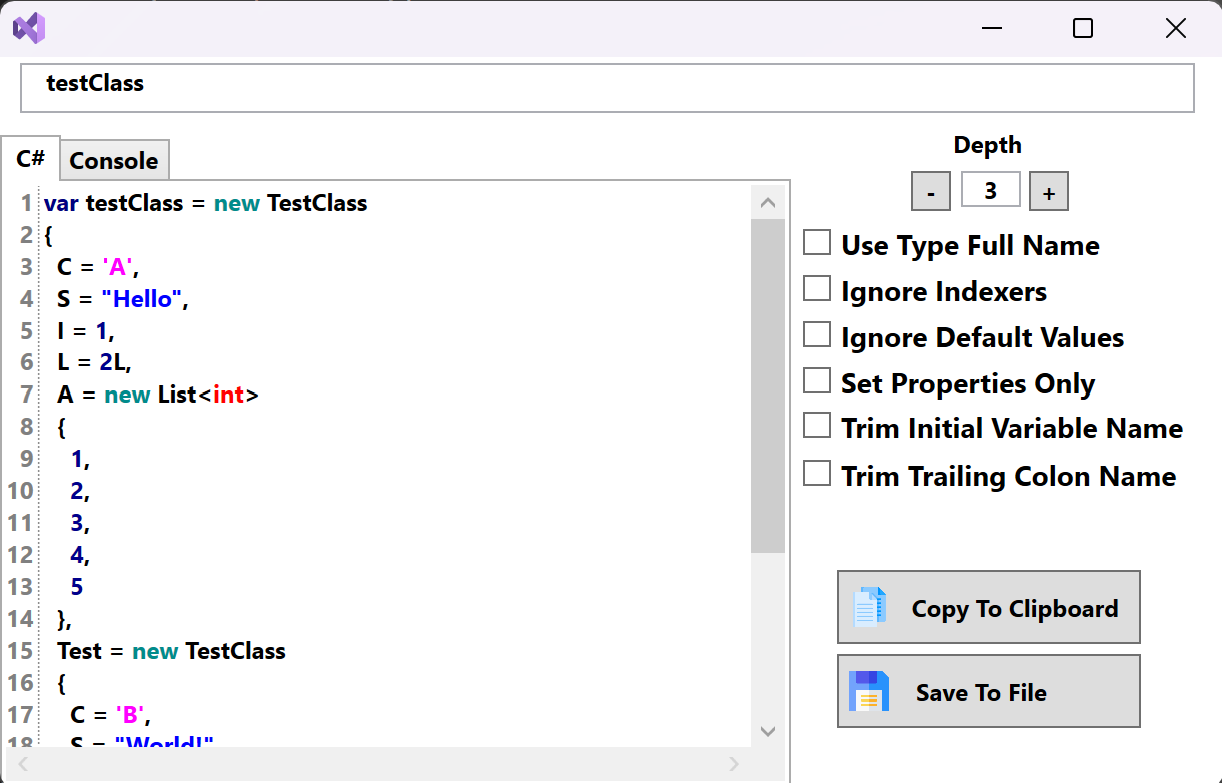 testClass
C#
Console
1 var testClass = new TestClass
2 {
3 C = 'A',
4 S = "Hello",
5 I = 1,
6 L = 2L,
7 A = new List<int>
8 {
9 1,
10 2,
11 3,
12 4,
13 5
14 },
15 Test = new TestClass
16 {
17 C = 'B',
18 S = "World!"
Depth
- 3 +
Use Type Full Name
Ignore Indexers
Ignore Default Values
Set Properties Only
Trim Initial Variable Name
Trim Trailing Colon Name
Copy To Clipboard
Save To File